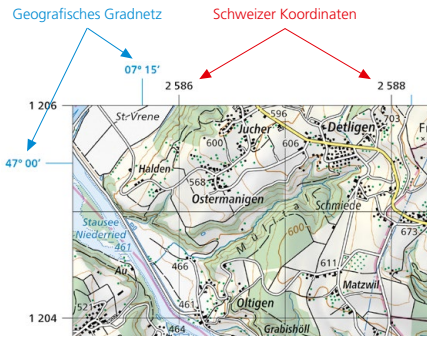 Geografisches Gradnetz
Schweizer Koordinaten
07° 15'
2 586
2 588
1 206
596
703
St-Vrene
Jucher
Detligen
600
606
47° 00'
Halden
568
Ostermanigen
Schmiede
Mülital
Stausee
Niederried
461
600
673
Au
466
611
Matzwil
521
461
Oltigen
1 204
464
Grabishöll